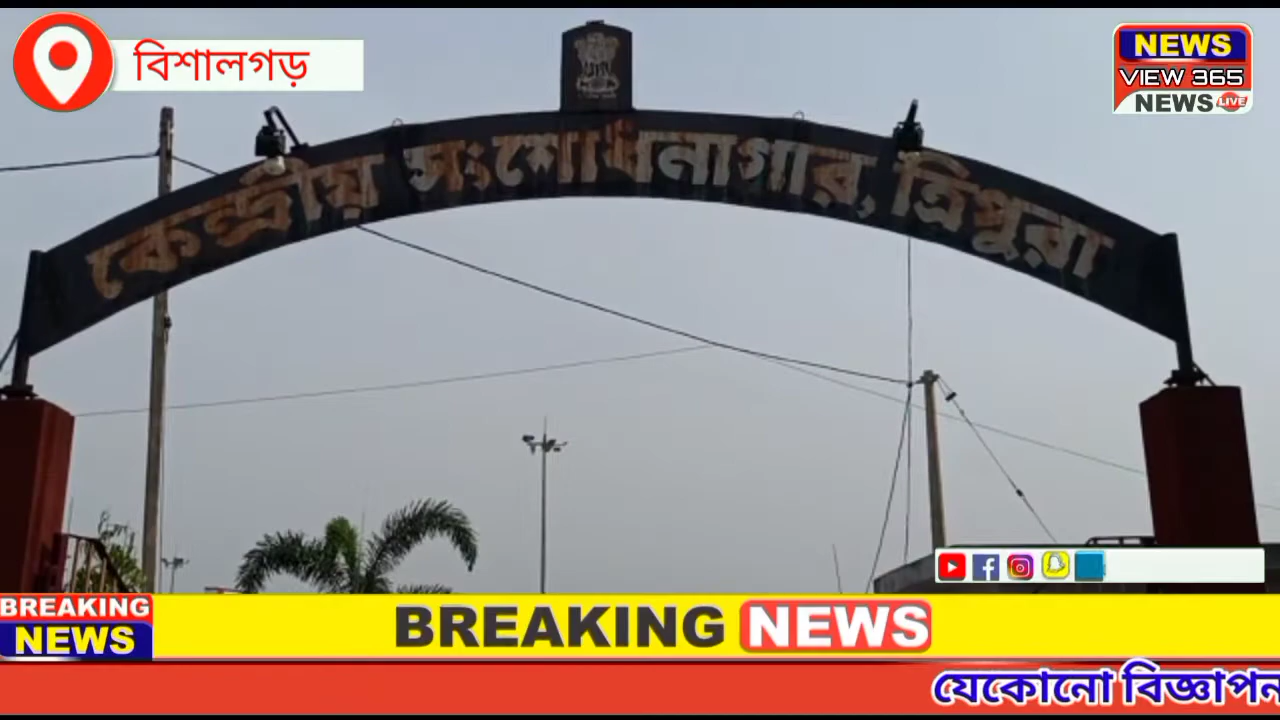 বিশালগড়
NEWS
VIEW 365
NEWS LIVE
কেন্দ্রীয় সংশোধনাগার, ত্রিপুরা
BREAKING
NEWS
BREAKING NEWS
যেকোনো বিজ্ঞাপন